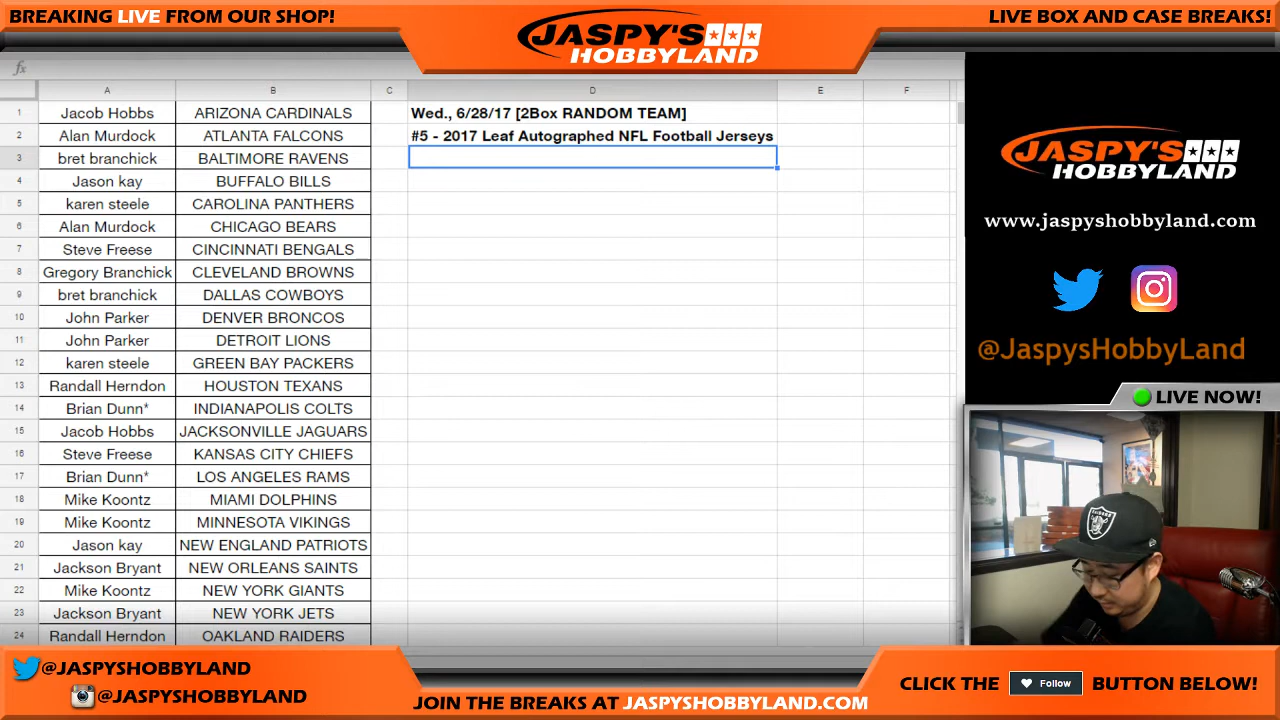 BREAKING LIVE FROM OUR SHOP!
JASPY'S HOBBYLAND
LIVE BOX AND CASE BREAKS!
fx
A B C D E F
1 Jacob Hobbs ARIZONA CARDINALS Wed., 6/28/17 [2Box RANDOM TEAM]
2 Alan Murdock ATLANTA FALCONS #5 - 2017 Leaf Autographed NFL Football Jerseys
3 bret branchick BALTIMORE RAVENS
4 Jason kay BUFFALO BILLS
5 karen steele CAROLINA PANTHERS
6 Alan Murdock CHICAGO BEARS
7 Steve Freese CINCINNATI BENGALS
8 Gregory Branchick CLEVELAND BROWNS
9 bret branchick DALLAS COWBOYS
10 John Parker DENVER BRONCOS
11 John Parker DETROIT LIONS
12 karen steele GREEN BAY PACKERS
13 Randall Herndon HOUSTON TEXANS
14 Brian Dunn* INDIANAPOLIS COLTS
15 Jacob Hobbs JACKSONVILLE JAGUARS
16 Steve Freese KANSAS CITY CHIEFS
17 Brian Dunn* LOS ANGELES RAMS
18 Mike Koontz MIAMI DOLPHINS
19 Mike Koontz MINNESOTA VIKINGS
20 Jason kay NEW ENGLAND PATRIOTS
21 Jackson Bryant NEW ORLEANS SAINTS
22 Mike Koontz NEW YORK GIANTS
23 Jackson Bryant NEW YORK JETS
24 Randall Herndon OAKLAND RAIDERS
JASPY'S HOBBYLAND
www.jaspyshobbyland.com
@JaspysHobbyLand
LIVE NOW!
RAIDERS
@JASPYSHOBBYLAND
@JASPYSHOBBYLAND
JOIN THE BREAKS AT JASPYSHOBBYLAND.COM
CLICK THE Follow BUTTON BELOW!